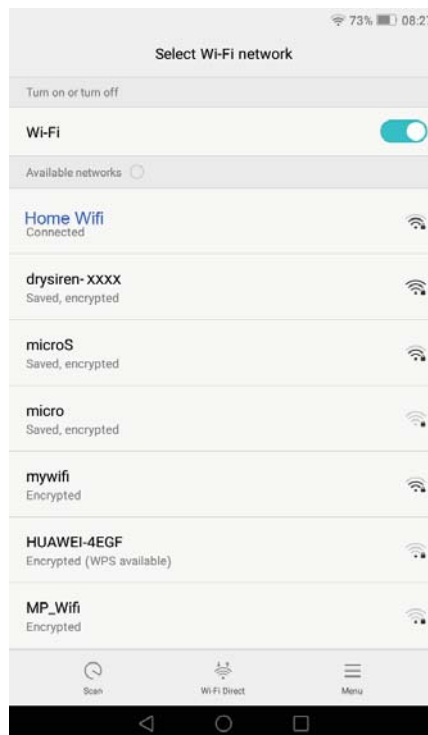 73% 08:27
Select Wi-Fi network
Turn on or turn off
Wi-Fi
Available networks
Home Wifi
Connected
drysiren-XXXX
Saved, encrypted
microS
Saved, encrypted
micro
Saved, encrypted
mywifi
Encrypted
HUAWEI-4EGF
Encrypted (WPS available)
MP_Wifi
Encrypted
Scan Wi-Fi Direct Menu